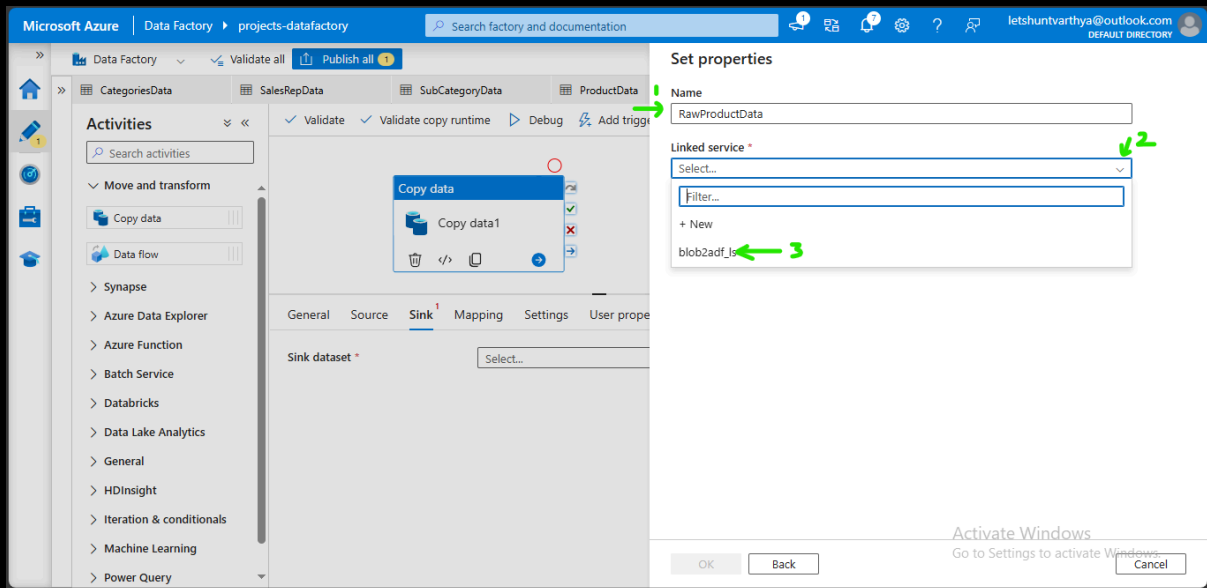 Microsoft Azure
Data Factory
projects-datafactory
Search factory and documentation
1
7
letshuntvarthya@outlook.com
DEFAULT DIRECTORY
Data Factory
Validate all
Publish all 1
CategoriesData
SalesRepData
SubCategoryData
ProductData
1
Activities
Search activities
Move and transform
Copy data
Data flow
Synapse
Azure Data Explorer
Azure Function
Batch Service
Databricks
Data Lake Analytics
General
HDInsight
Iteration & conditionals
Machine Learning
Power Query
Validate
Validate copy runtime
Debug
Add trigge
Copy data
Copy data1
General
Source
Sink 1
Mapping
Settings
User prope
Sink dataset *
Select...
Set properties
Name
1
RawProductData
Linked service *
2
Select...
Filter...
+ New
blob2adf_ls
3
Activate Windows
Go to Settings to activate Windows.
OK
Back
Cancel